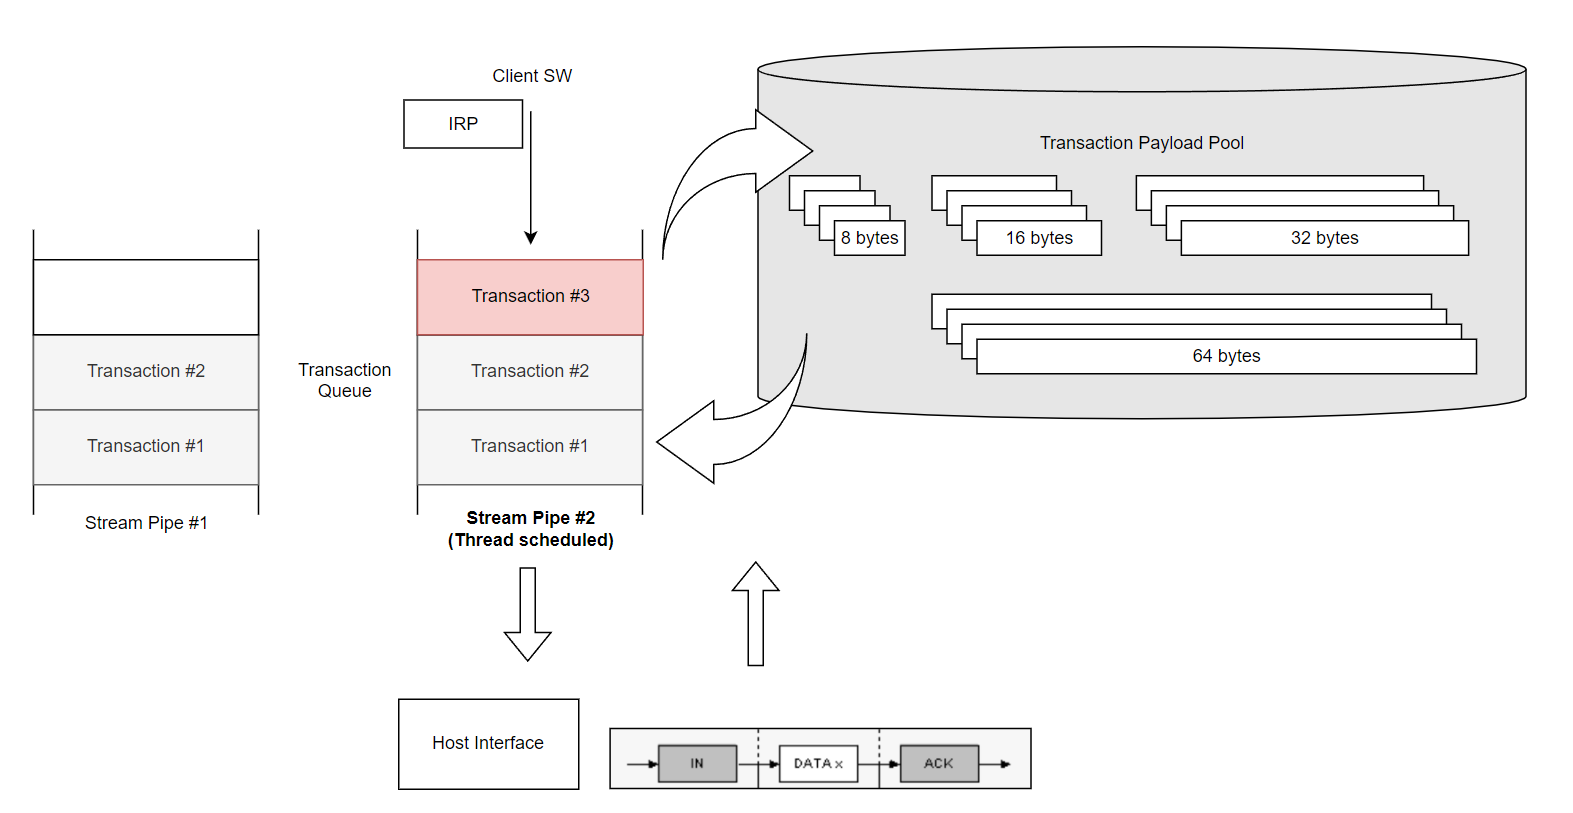 Client SW
IRP
Transaction Payload Pool
8 bytes
16 bytes
32 bytes
64 bytes
Transaction #3
Transaction #2
Transaction
Queue
Transaction #2
Transaction #1
Transaction #1
Stream Pipe #1
Stream Pipe #2
(Thread scheduled)
Host Interface
IN
DATA x
ACK